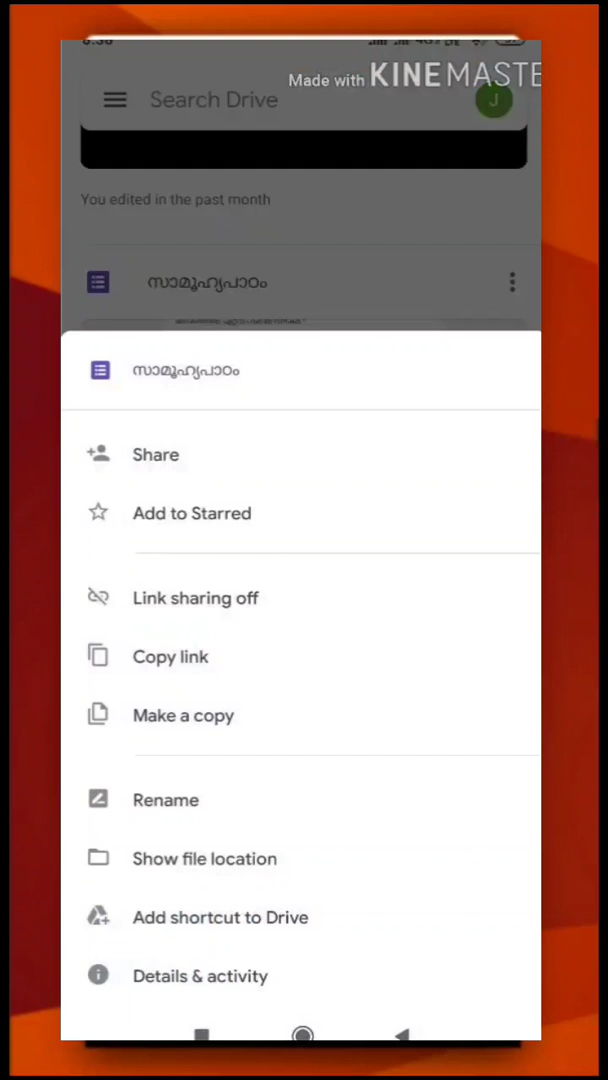 Made with KINEMASTE
Search Drive
J
You edited in the past month
സാമൂഹ്യപാഠം
സാമൂഹ്യപാഠം
Share
Add to Starred
Link sharing off
Copy link
Make a copy
Rename
Show file location
Add shortcut to Drive
Details & activity